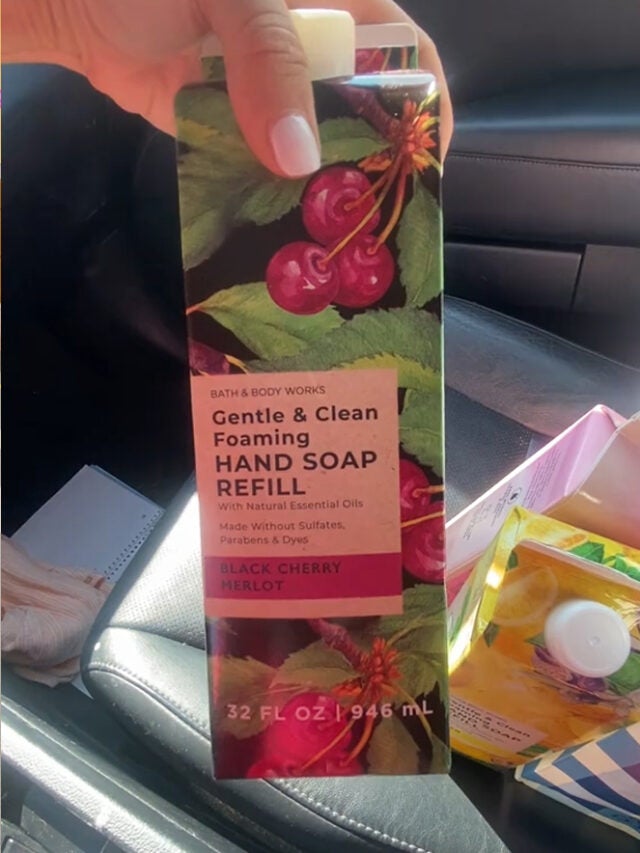 BATH & BODY WORKS
Gentle & Clean
Foaming
HAND SOAP
REFILL
With Natural Essential Oils
Made Without Sulfates,
Parabens & Dyes
BLACK CHERRY
MERLOT
32 FL OZ | 946 mL